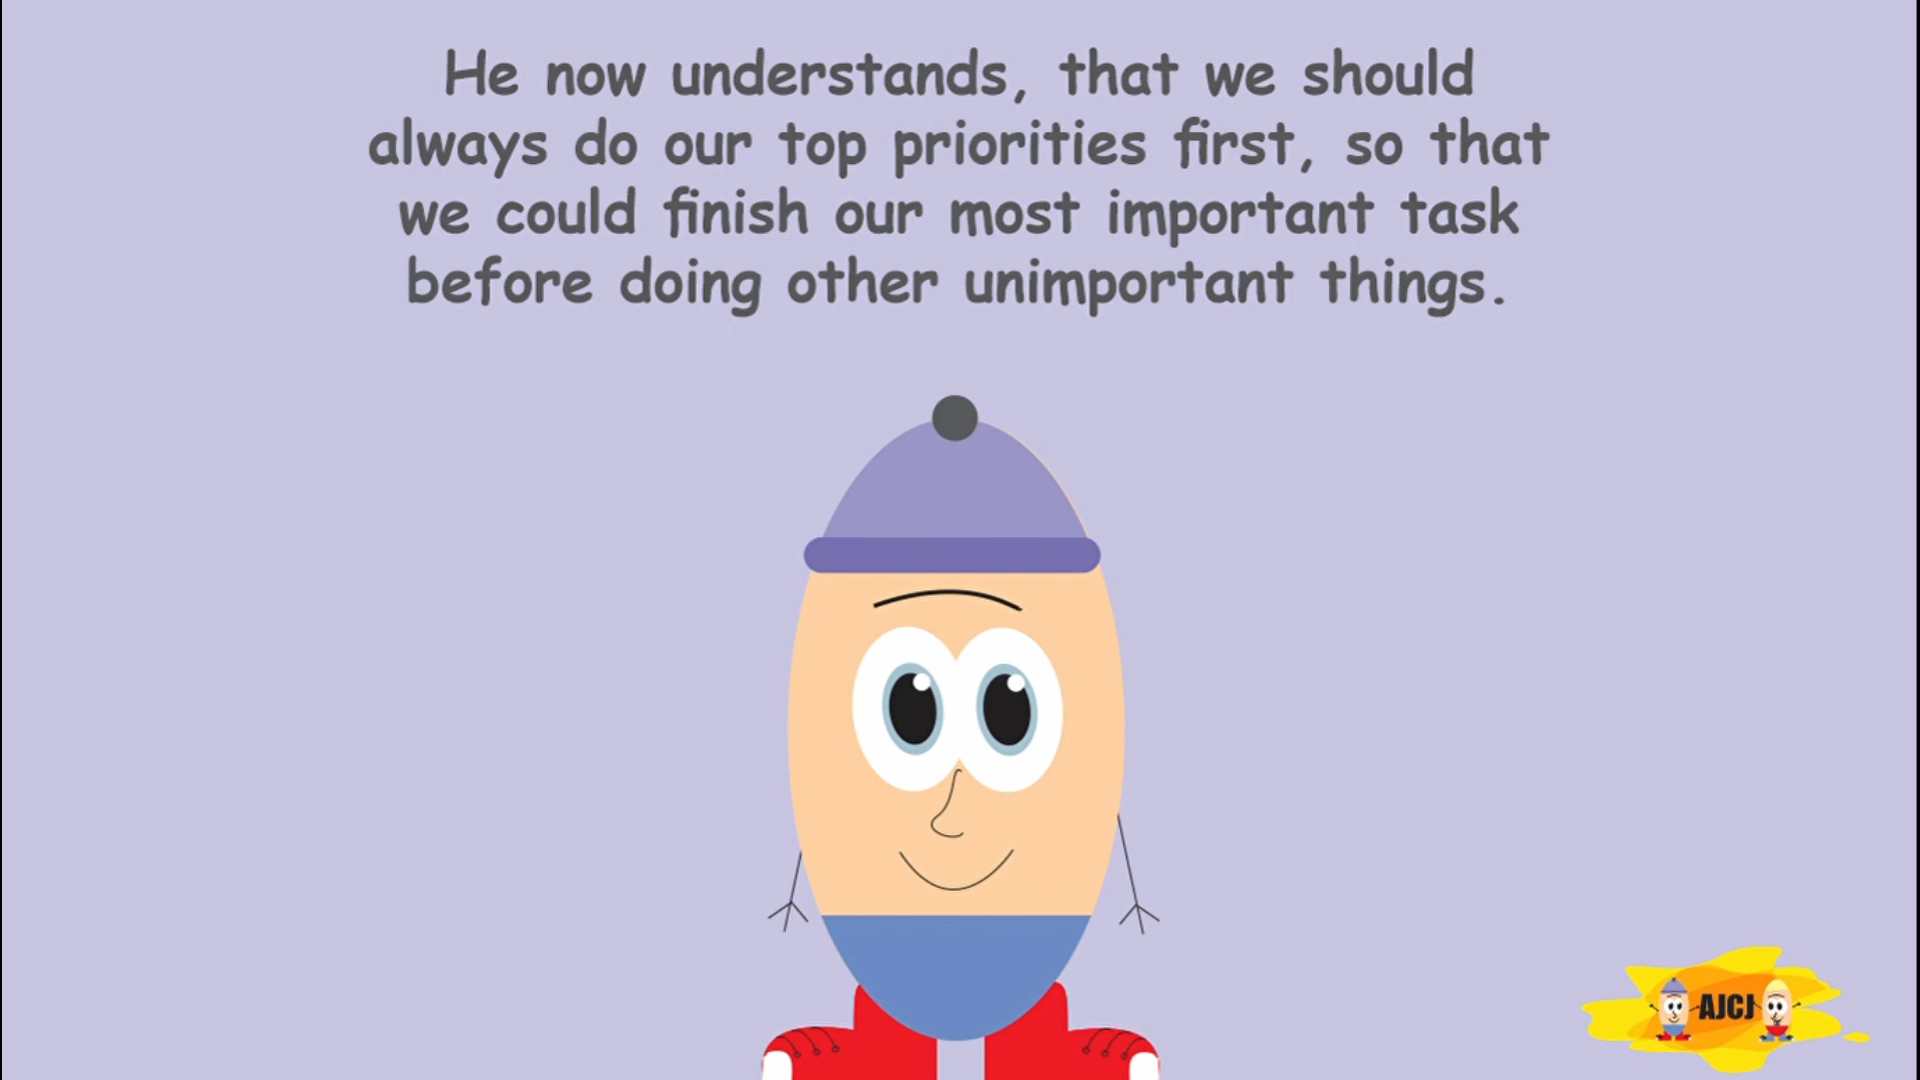 He now understands, that we should
always do our top priorities first, so that
we could finish our most important task
before doing other unimportant things.
AJCJ